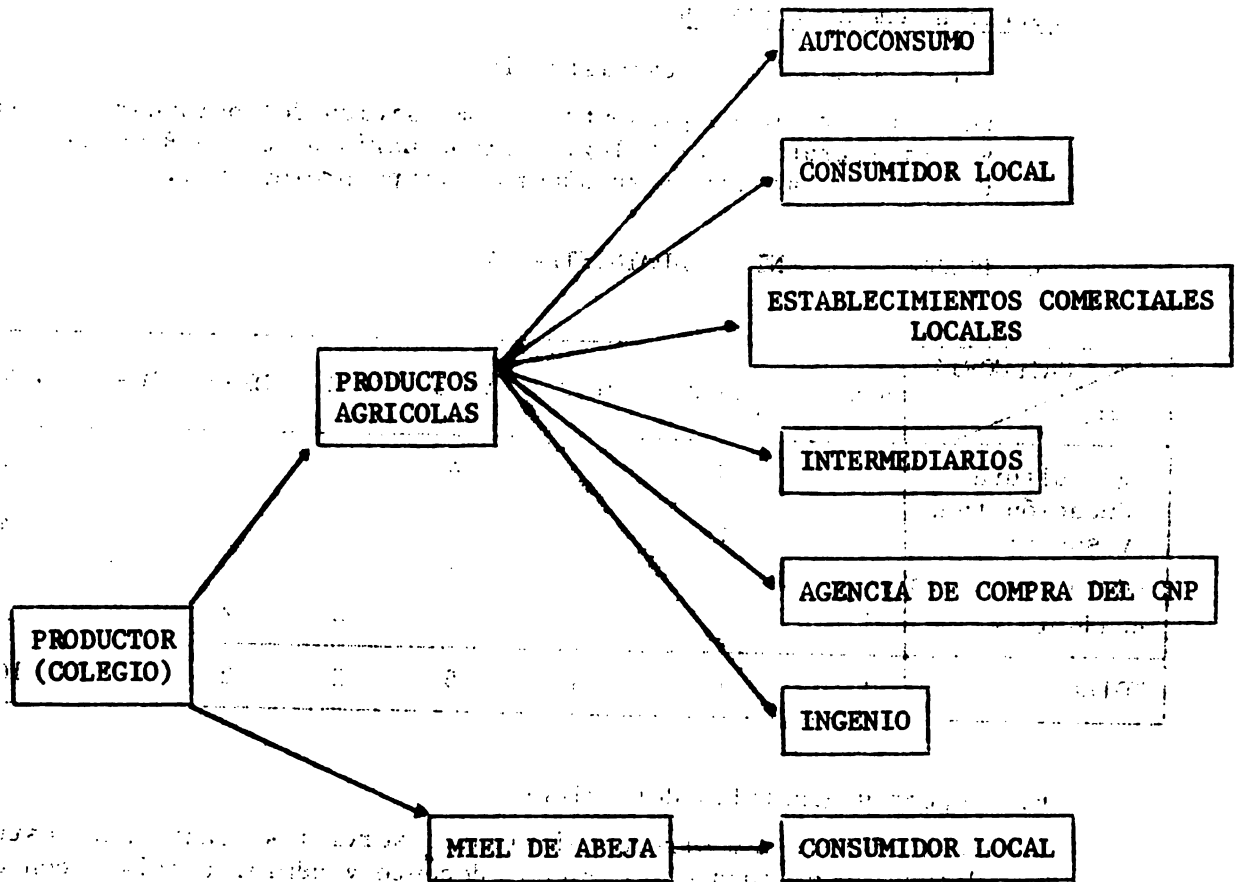 AUTOCONSUMO
CONSUMIDOR LOCAL
ESTABLECIMIENTOS COMERCIALES
LOCALES
PRODUCTOS
AGRICOLAS
INTERMEDIARIOS
AGENCIA DE COMPRA DEL CNP
PRODUCTOR
(COLEGIO)
INGENIO
MIEL DE ABEJA
CONSUMIDOR LOCAL